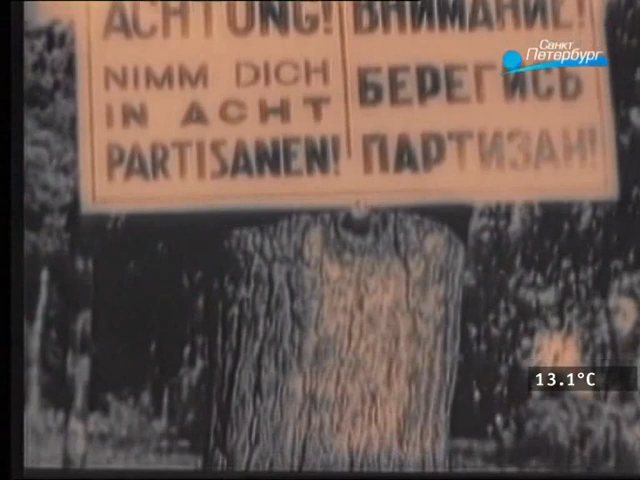 ACHTUNG!
NIMM DICH
IN ACHT
PARTISANEN!
ВНИМАНИЕ!
БЕРЕГИСЬ
ПАРТИЗАН!
Санкт
Петербург
13.1°C